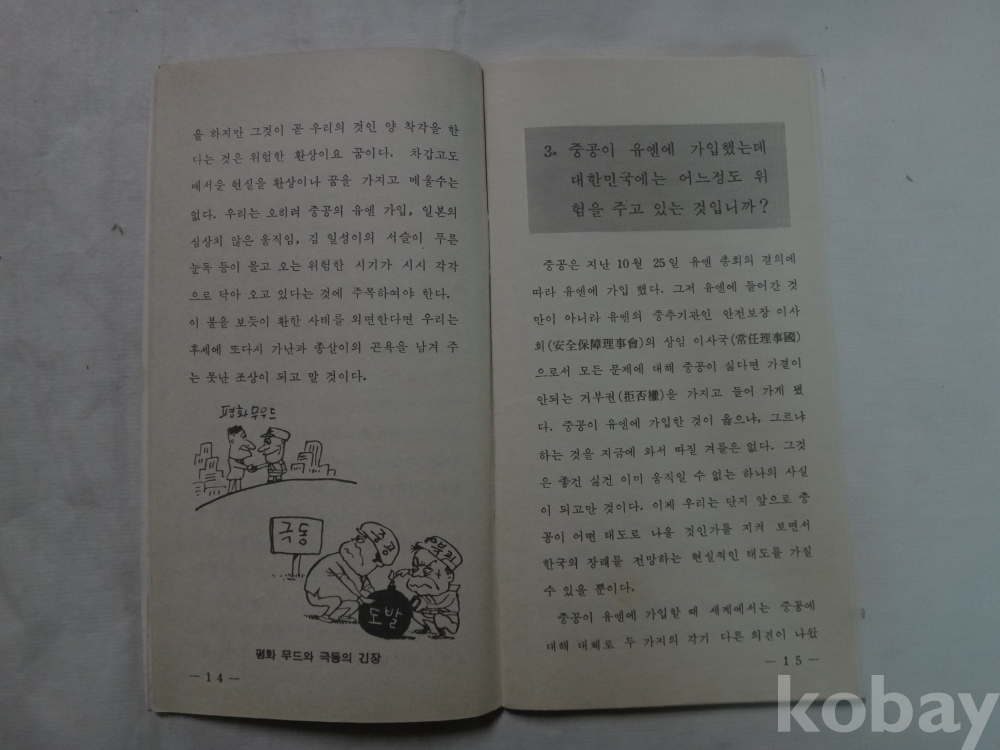 을 하지만 그것이 곧 우리의 것인 양 착각을 한
다는 것은 위험한 환상이요 꿈이다. 차갑고도
매서운 현실을 환상이나 꿈을 가지고 메울수는
없다. 우리는 오히려 중공의 유엔 가입, 일본의
심상치 않은 움직임, 김 일성이의 서슬이 푸른
눈독 등이 몰고 오는 위험한 시기가 시시 각각
으로 닥아 오고 있다는 것에 주목하여야 한다.
이 불을 보듯이 환한 사태를 외면한다면 우리는
후세에 또다시 가난과 종살이의 곤욕을 남겨 주
는 못난 조상이 되고 말 것이다.
평화무우드
극동
중공
북괴
도발
평화 무드와 극동의 긴장
— 14 —
3. 중공이 유엔에 가입했는데
대한민국에는 어느정도 위
험을 주고 있는 것입니까?
중공은 지난 10월 25일 유엔 총회의 결의에
따라 유엔에 가입 했다. 그저 유엔에 들어간 것
만이 아니라 유엔의 중추기관인 안전보장 이사
회(安全保障理事會)의 상임 이사국(常任理事國)
으로서 모든 문제에 대해 중공이 싫다면 가결이
안되는 거부권(拒否權)을 가지고 들어 가게 됐
다. 중공이 유엔에 가입한 것이 옳으냐, 그르냐
하는 것을 지금에 와서 따질 겨를은 없다. 그것
은 좋건 싫건 이미 움직일 수 없는 하나의 사실
이 되고만 것이다. 이제 우리는 단지 앞으로 중
공이 어떤 태도로 나올 것인가를 지켜 보면서
한국의 장래를 전망하는 현실적인 태도를 가질
수 있을 뿐이다.
중공이 유엔에 가입할 때 세계에서는 중공에
대해 대체로 두 가지의 각기 다른 의견이 나왔
— 15 —
kobay